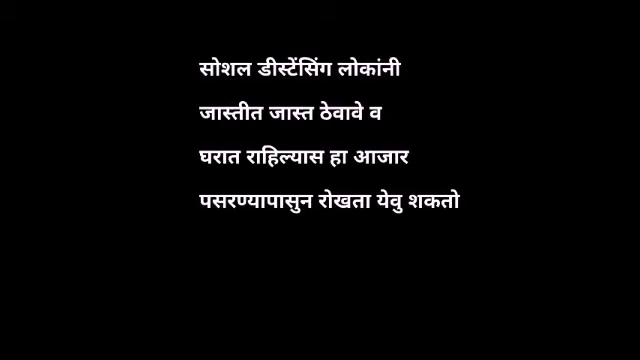 सोशल डीस्टेंसिंग लोकांनी
जास्तीत जास्त ठेवावे व
घरात राहिल्यास हा आजार
पसरण्यापासुन रोखता येवु शकतो